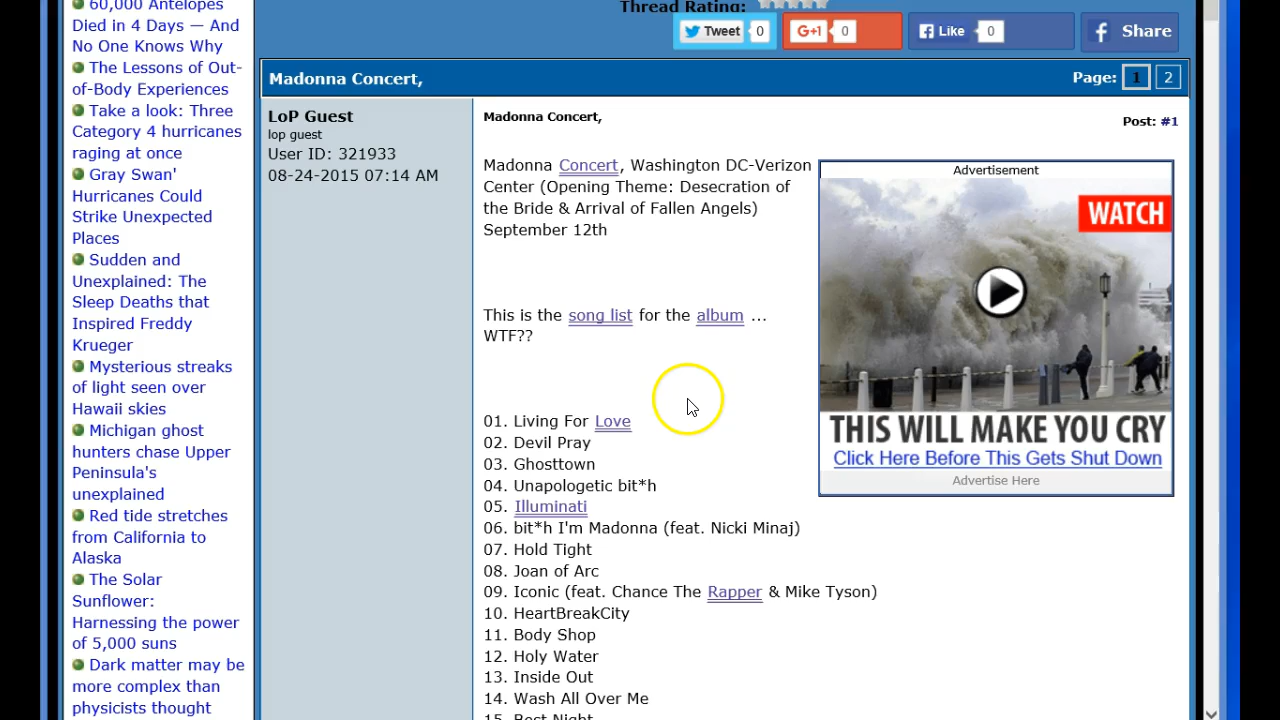 60,000 Antelopes
Died in 4 Days — And
No One Knows Why
The Lessons of Out-
of-Body Experiences
Take a look: Three
Category 4 hurricanes
raging at once
Gray Swan'
Hurricanes Could
Strike Unexpected
Places
Sudden and
Unexplained: The
Sleep Deaths that
Inspired Freddy
Krueger
Mysterious streaks
of light seen over
Hawaii skies
Michigan ghost
hunters chase Upper
Peninsula's
unexplained
Red tide stretches
from California to
Alaska
The Solar
Sunflower:
Harnessing the power
of 5,000 suns
Dark matter may be
more complex than
physicists thought
Thread Rating:
Tweet 0
G+1 0
Like 0
Share
Madonna Concert,
Page: 1 2
LoP Guest
lop guest
User ID: 321933
08-24-2015 07:14 AM
Madonna Concert,
Post: #1
Madonna Concert, Washington DC-Verizon
Center (Opening Theme: Desecration of
the Bride & Arrival of Fallen Angels)
September 12th
This is the song list for the album ...
WTF??
01. Living For Love
02. Devil Pray
03. Ghosttown
04. Unapologetic bit*h
05. Illuminati
06. bit*h I'm Madonna (feat. Nicki Minaj)
07. Hold Tight
08. Joan of Arc
09. Iconic (feat. Chance The Rapper & Mike Tyson)
10. HeartBreakCity
11. Body Shop
12. Holy Water
13. Inside Out
14. Wash All Over Me
15. Best Night
Advertisement
WATCH
THIS WILL MAKE YOU CRY
Click Here Before This Gets Shut Down
Advertise Here